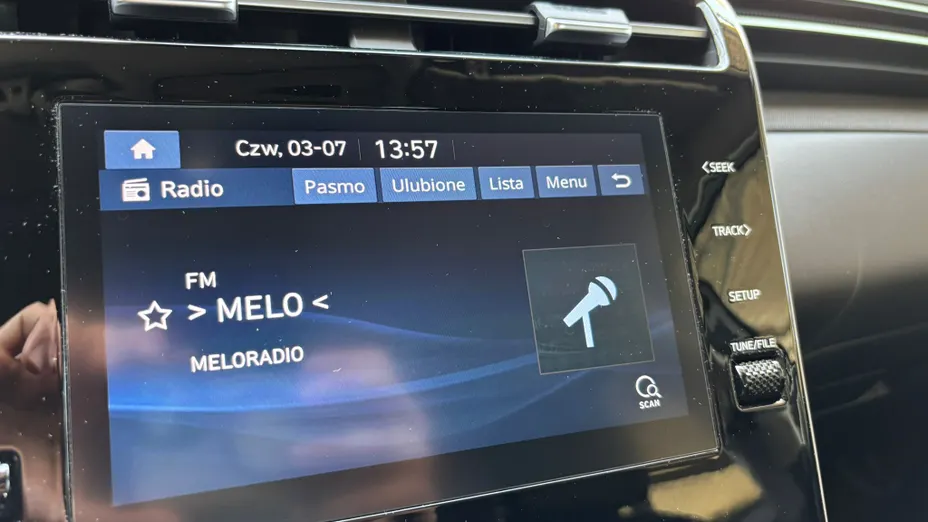 Czw, 03-07 13:57
Radio Pasmo Ulubione Lista Menu
FM
> MELO <
MELORADIO
SCAN
<SEEK
TRACK>
SETUP
TUNE/FILE